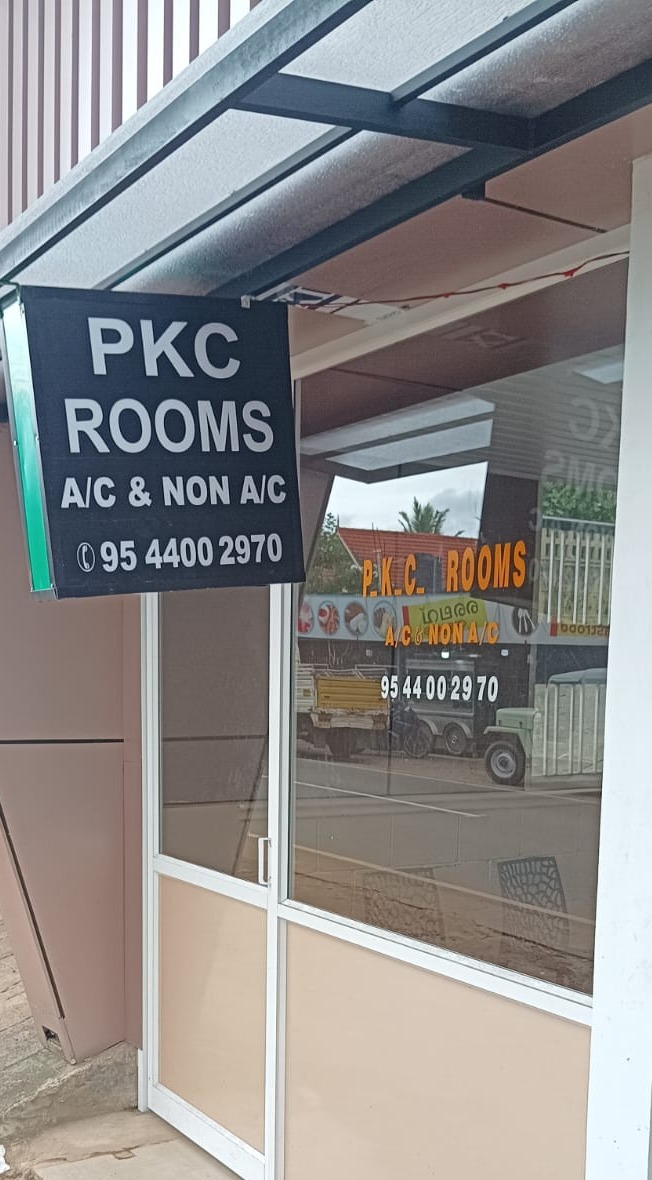 PKC
ROOMS
A/C & NON A/C
✆ 95 4400 2970
P.K.C. ROOMS
A/C & NON A/C
95 44 00 29 70